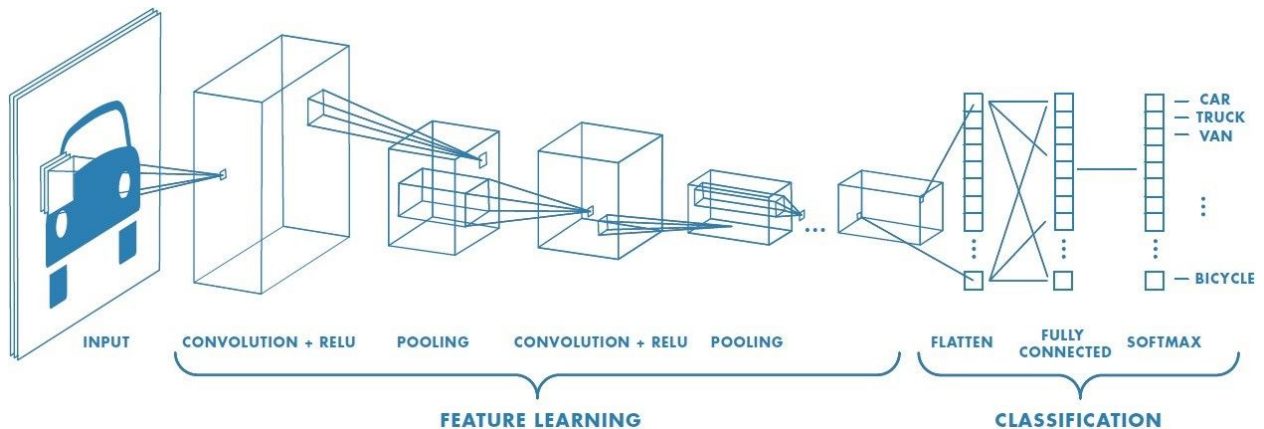 CAR
TRUCK
VAN
BICYCLE
INPUT
CONVOLUTION + RELU
POOLING
CONVOLUTION + RELU
POOLING
FLATTEN
FULLY
CONNECTED
SOFTMAX
FEATURE LEARNING
CLASSIFICATION